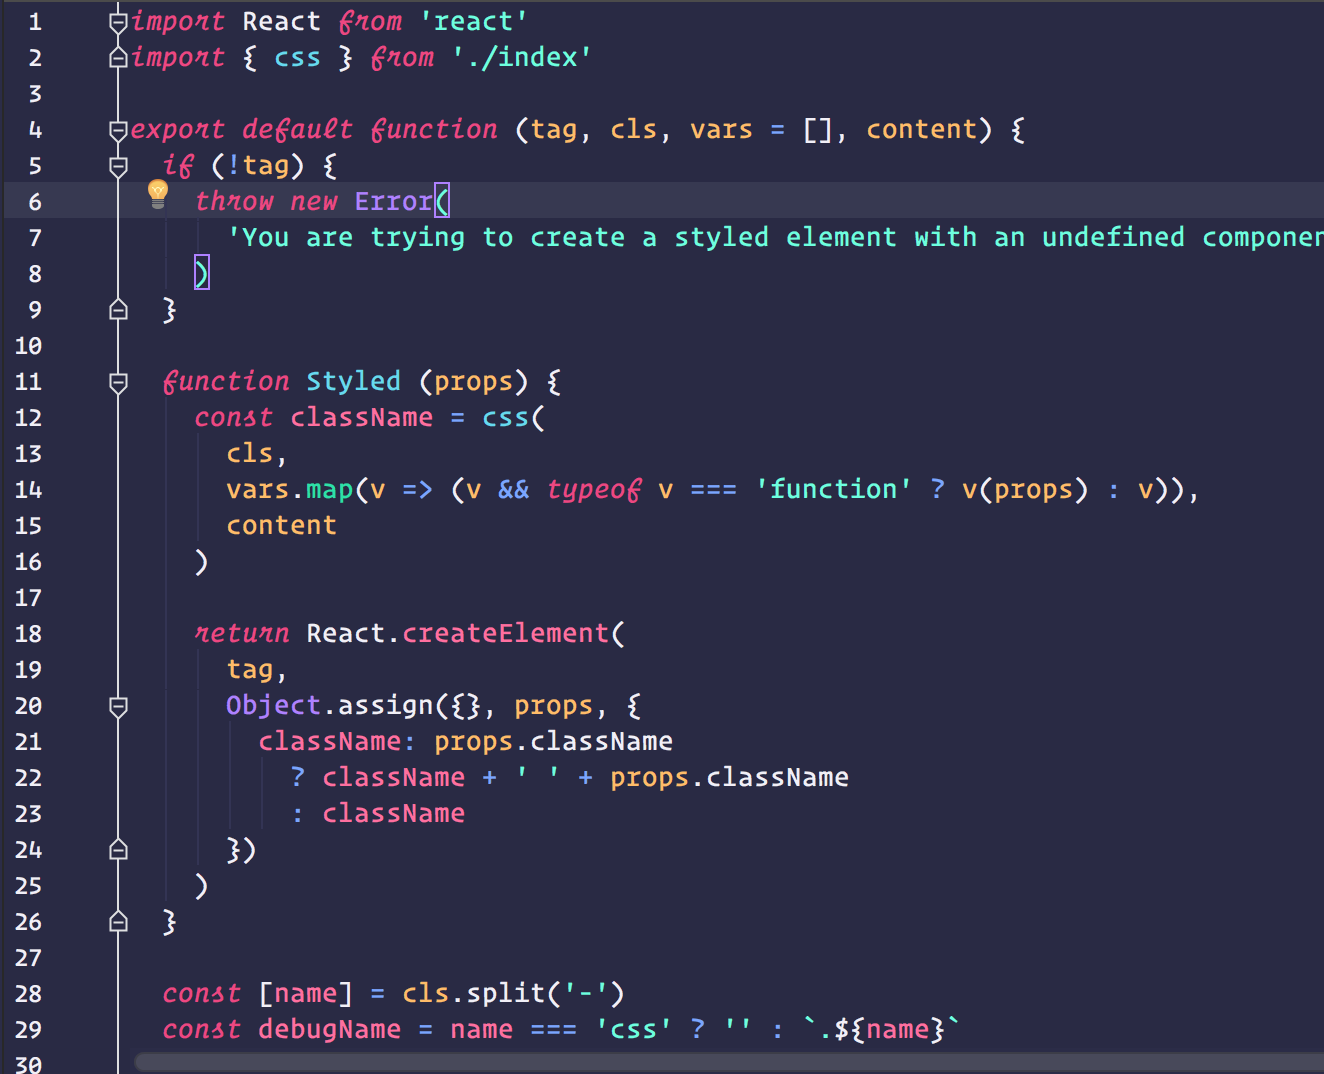 1 import React from 'react'
2 import { css } from './index'
3
4 export default function (tag, cls, vars = [], content) {
5 if (!tag) {
6 throw new Error(
7 'You are trying to create a styled element with an undefined
8 )
9 }
10
11 function Styled (props) {
12 const className = css(
13 cls,
14 vars.map(v => (v && typeof v === 'function' ? v(props) : v)),
15 content
16 )
17
18 return React.createElement(
19 tag,
20 Object.assign({}, props, {
21 className: props.className
22 ? className + ' ' + props.className
23 : className
24 })
25 )
26 }
27
28 const [name] = cls.split('-')
29 const debugName = name === 'css' ? '' : `.${name}`
30